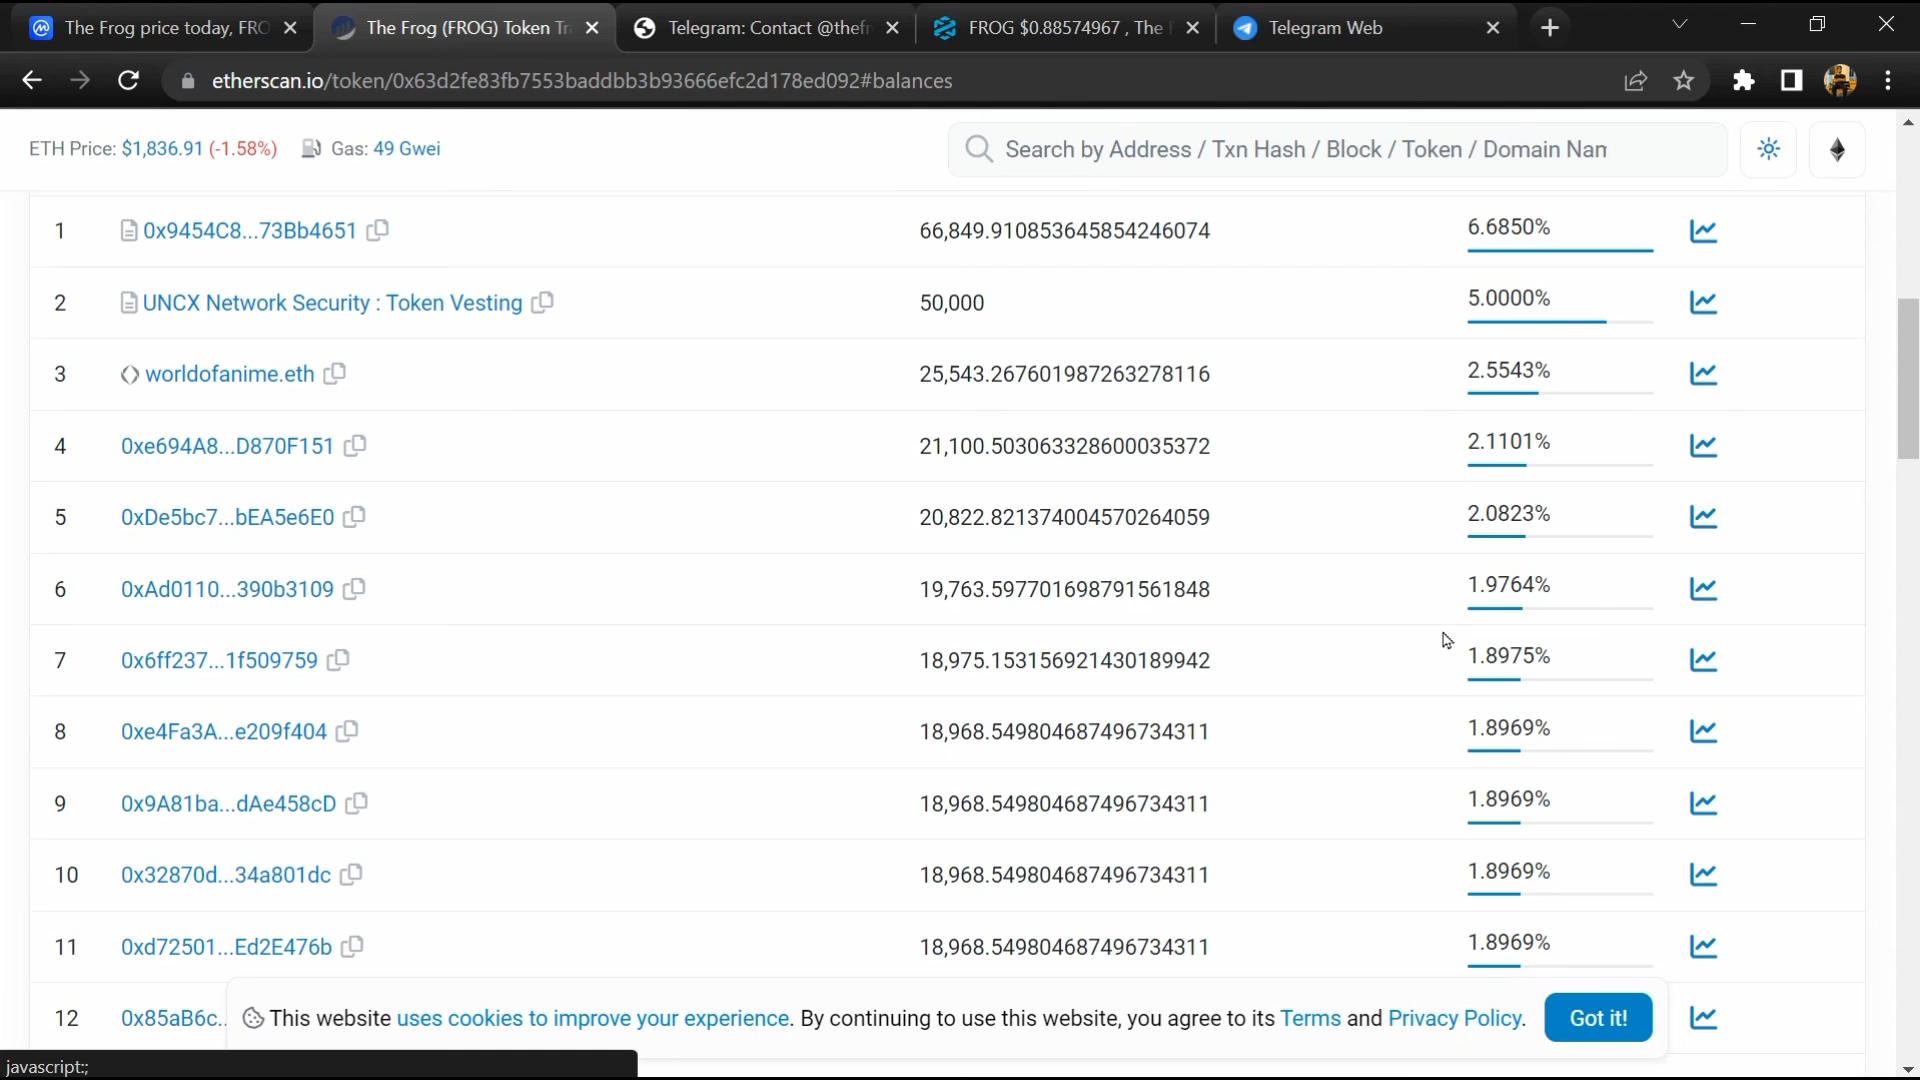 The Frog price today, FRO
The Frog (FROG) Token Tr
Telegram: Contact @thefr
FROG $0.88574967 , The
Telegram Web
etherscan.io/token/0x63d2fe83fb7553baddbb3b93666efc2d178ed092#balances
ETH Price: $1,836.91 (-1.58%) Gas: 49 Gwei
Search by Address / Txn Hash / Block / Token / Domain Nam
1 0x9454C8...73Bb4651 66,849.910853645854246074 6.6850%
2 UNCX Network Security : Token Vesting 50,000 5.0000%
3 worldofanime.eth 25,543.267601987263278116 2.5543%
4 0xe694A8...D870F151 21,100.503063328600035372 2.1101%
5 0xDe5bc7...bEA5e6E0 20,822.821374004570264059 2.0823%
6 0xAd0110...390b3109 19,763.597701698791561848 1.9764%
7 0x6ff237...1f509759 18,975.153156921430189942 1.8975%
8 0xe4Fa3A...e209f404 18,968.549804687496734311 1.8969%
9 0x9A81ba...dAe458cD 18,968.549804687496734311 1.8969%
10 0x32870d...34a801dc 18,968.549804687496734311 1.8969%
11 0xd72501...Ed2E476b 18,968.549804687496734311 1.8969%
12 0x85aB6c..
This website uses cookies to improve your experience. By continuing to use this website, you agree to its Terms and Privacy Policy.
Got it!
javascript:;